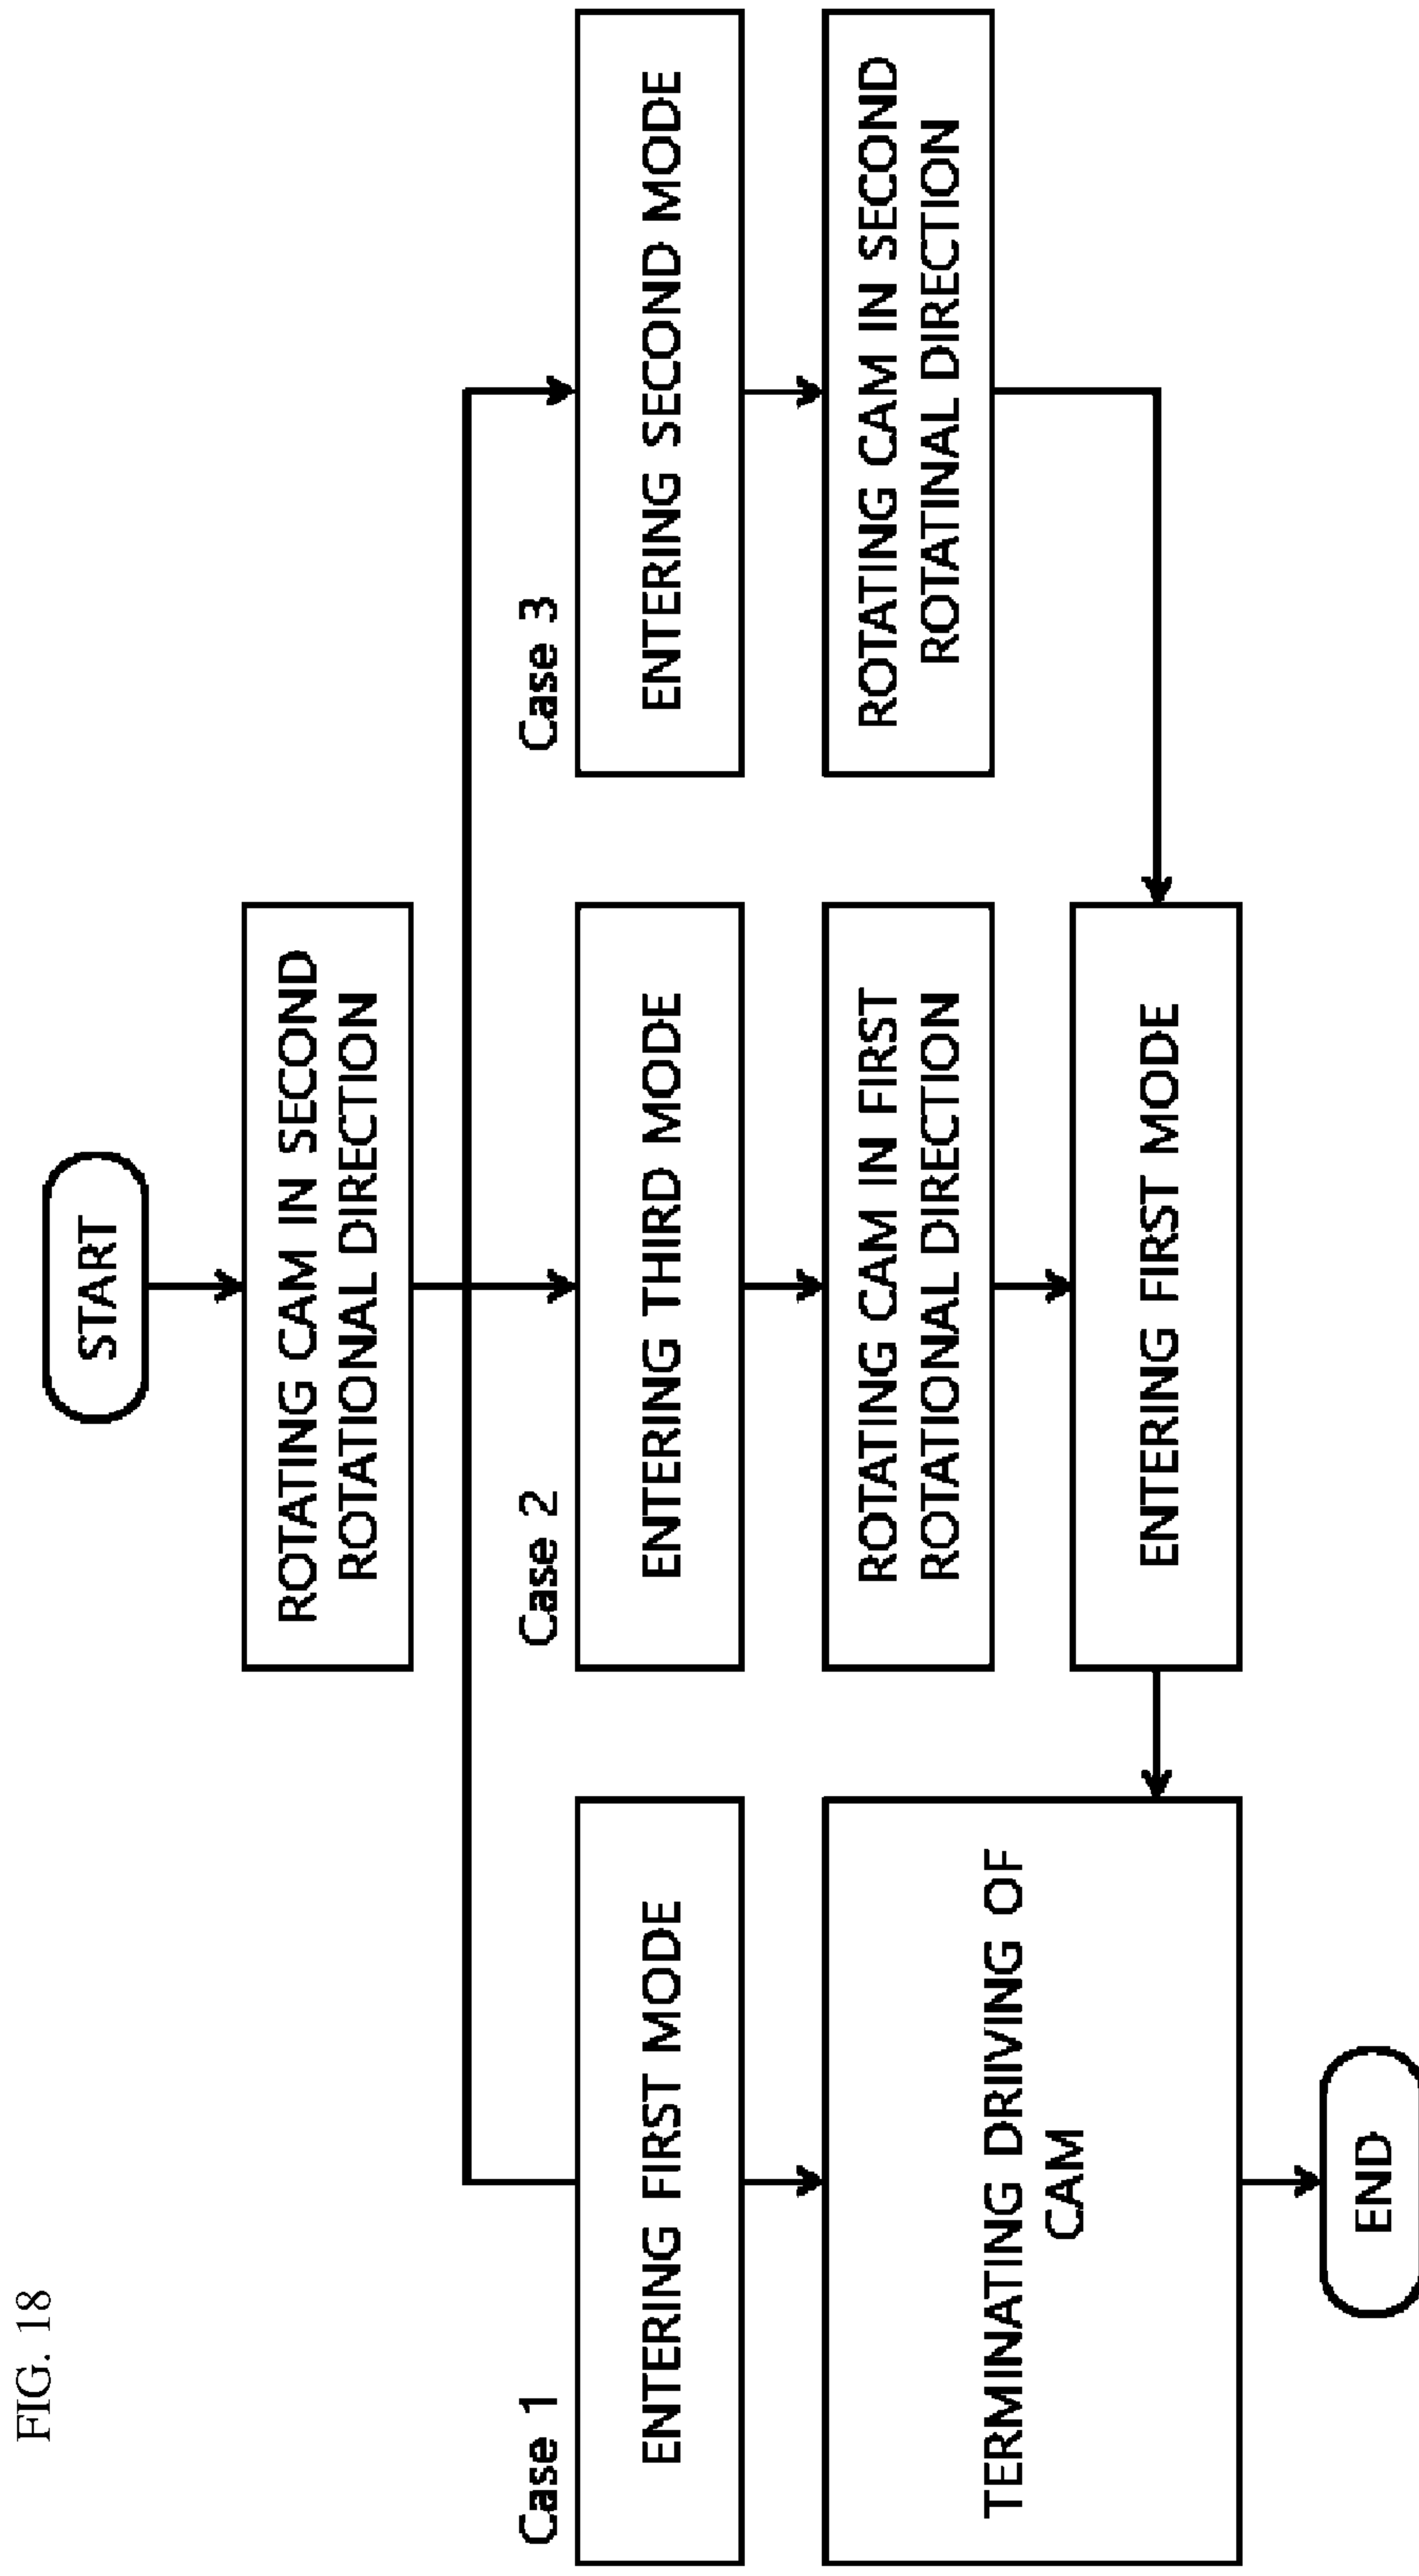 FIG. 18
START
ROTATING CAM IN SECOND
ROTATIONAL DIRECTION
Case 1
ENTERING FIRST MODE
Case 2
ENTERING THIRD MODE
Case 3
ENTERING SECOND MODE
ROTATING CAM IN FIRST
ROTATIONAL DIRECTION
ROTATING CAM IN SECOND
ROTATINAL DIRECTION
TERMINATING DRIIVING OF
CAM
ENTERING FIRST MODE
END